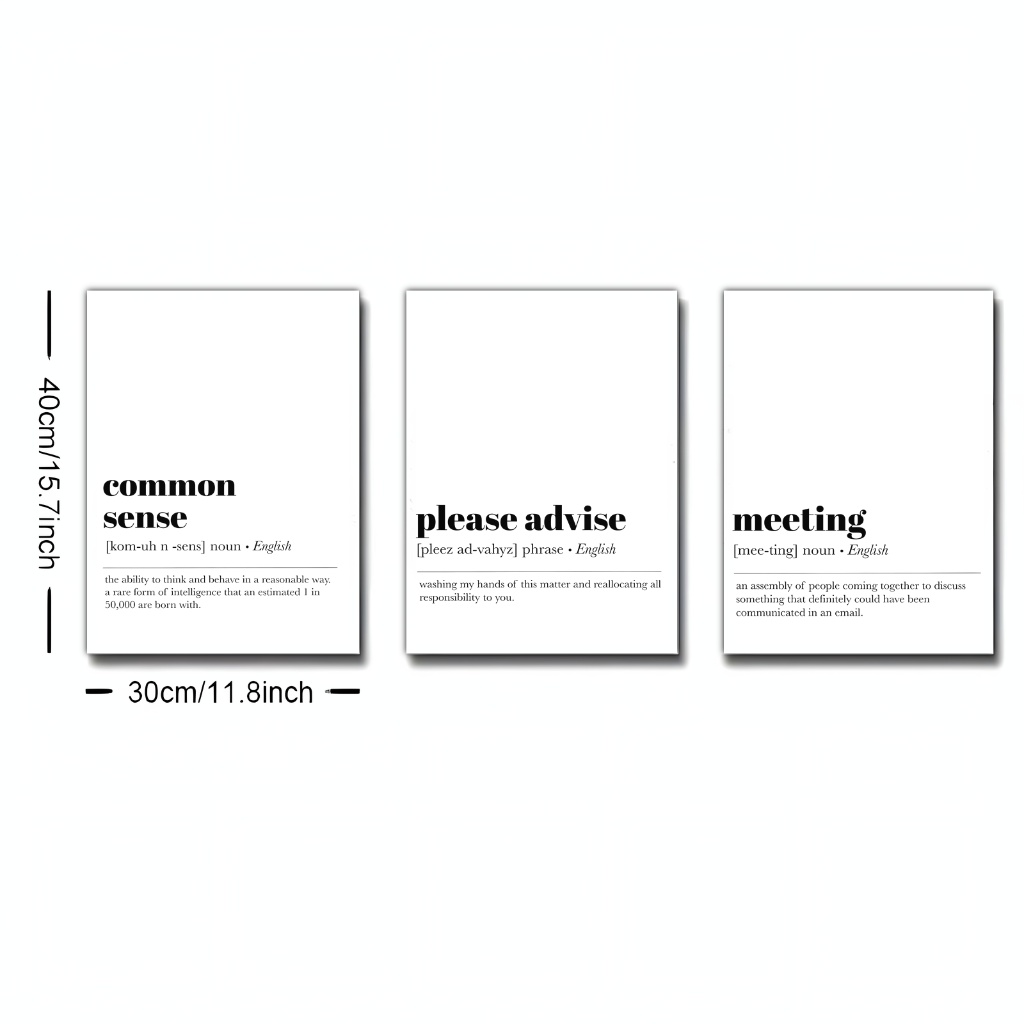 40cm/15.7inch
common
sense
[kom-uh n -sens] noun • English
the ability to think and behave in a reasonable way.
a rare form of intelligence that an estimated 1 in
50,000 are born with.
30cm/11.8inch
please advise
[pleez ad-vahyz] phrase • English
washing my hands of this matter and reallocating all
responsibility to you.
meeting
[mee-ting] noun • English
an assembly of people coming together to discuss
something that definitely could have been
communicated in an email.